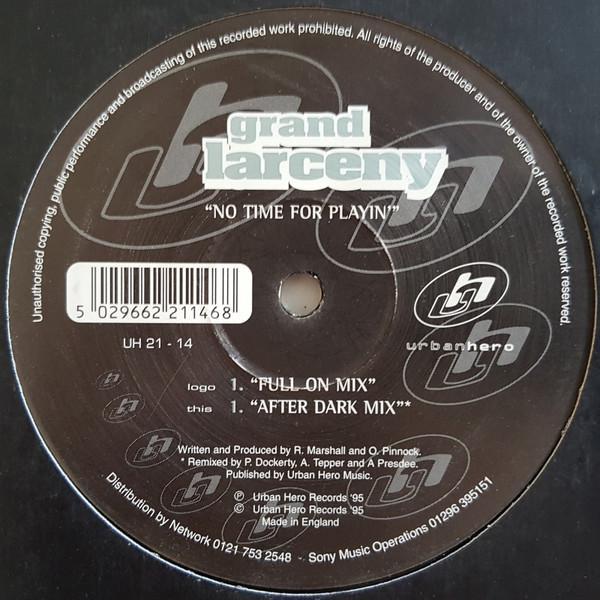 Unauthorised copying, public performance and broadcasting of this recorded work prohibited. All rights of the producer and of the owner of the recorded work reserved.
grand
larceny
"NO TIME FOR PLAYIN'"
5 029662 211468
UH 21 - 14
urbanhero
logo 1. "FULL ON MIX"
this 1. "AFTER DARK MIX"*
Written and Produced by R. Marshall and O. Pinnock.
* Remixed by P. Dockerty, A. Tepper and A Presdee.
Published by Urban Hero Music.
℗ Urban Hero Records '95
© Urban Hero Records '95
Made in England
Distribution by Network 0121 753 2548 - Sony Music Operations 01296 395151